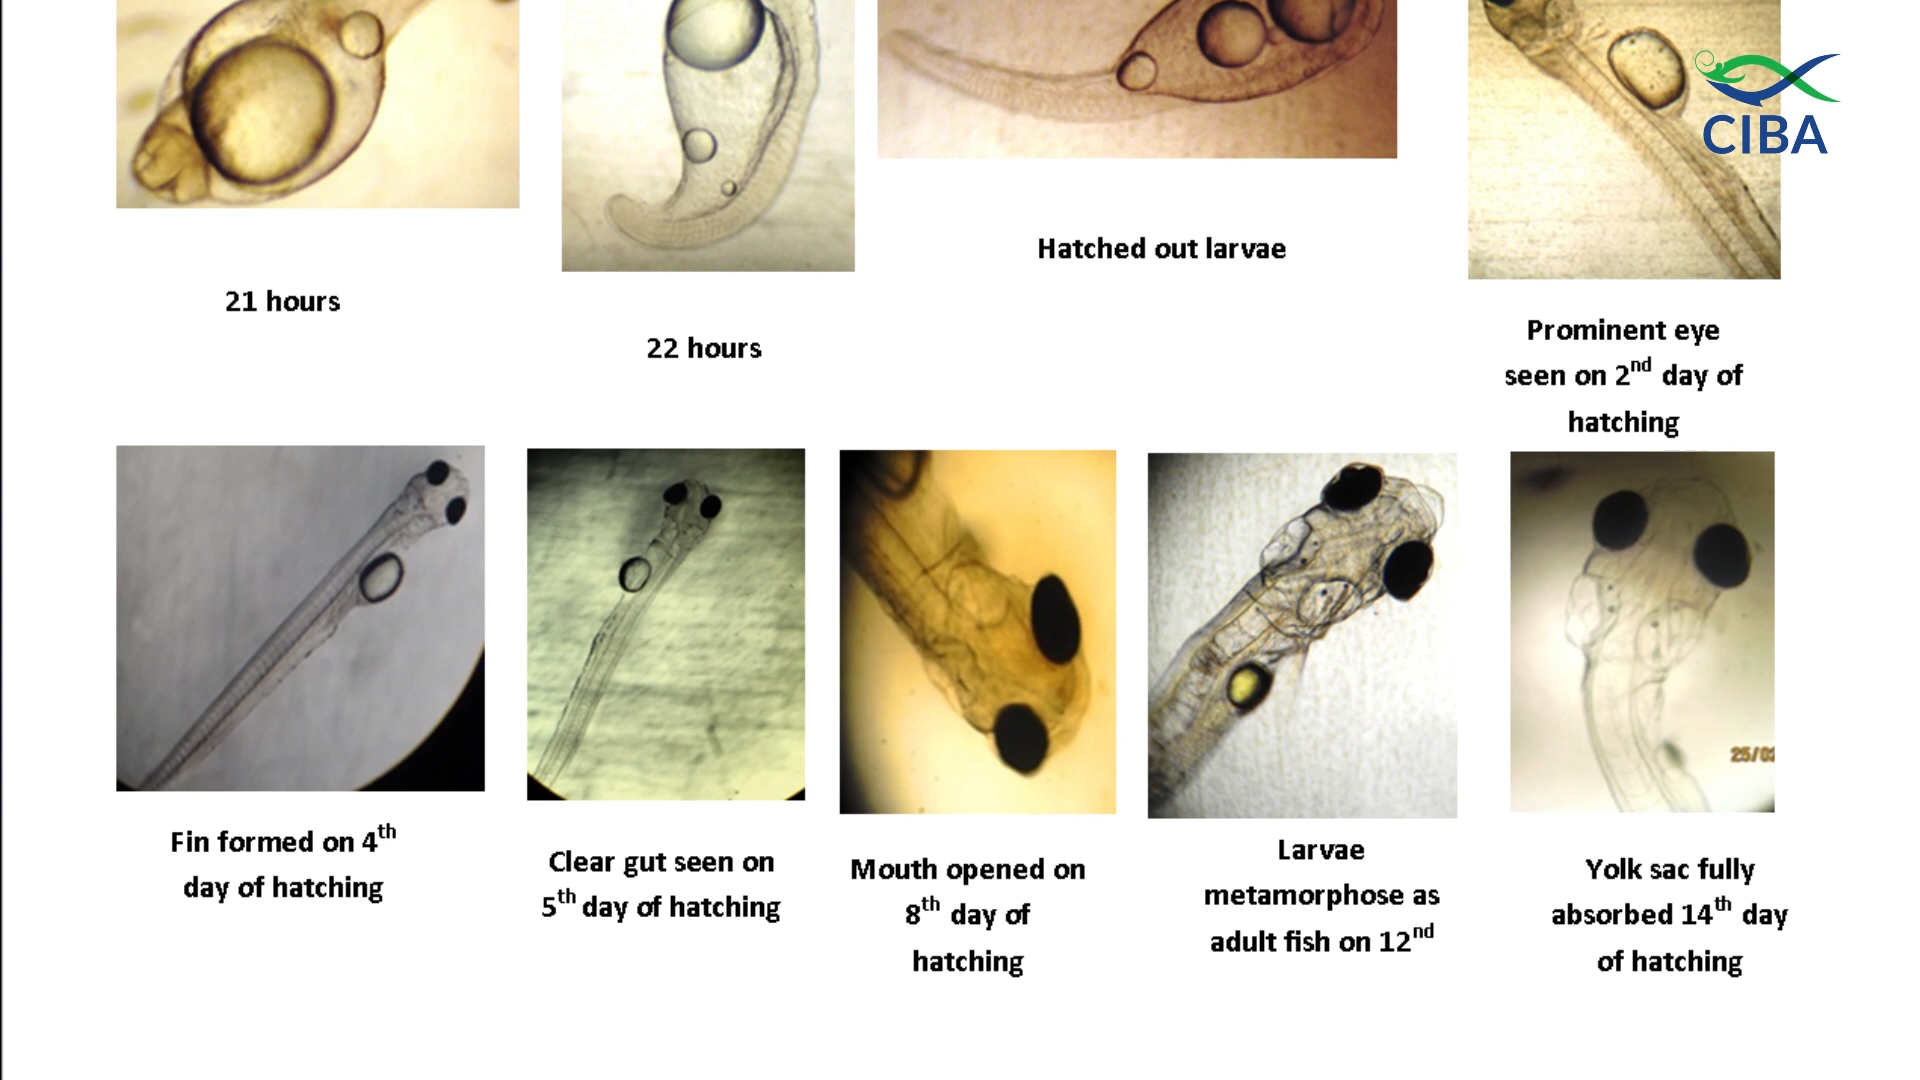 CIBA
21 hours
22 hours
Hatched out larvae
Prominent eye
seen on 2nd day of
hatching
Fin formed on 4th
day of hatching
Clear gut seen on
5th day of hatching
Mouth opened on
8th day of
hatching
Larvae
metamorphose as
adult fish on 12nd
Yolk sac fully
absorbed 14th day
of hatching
25/02